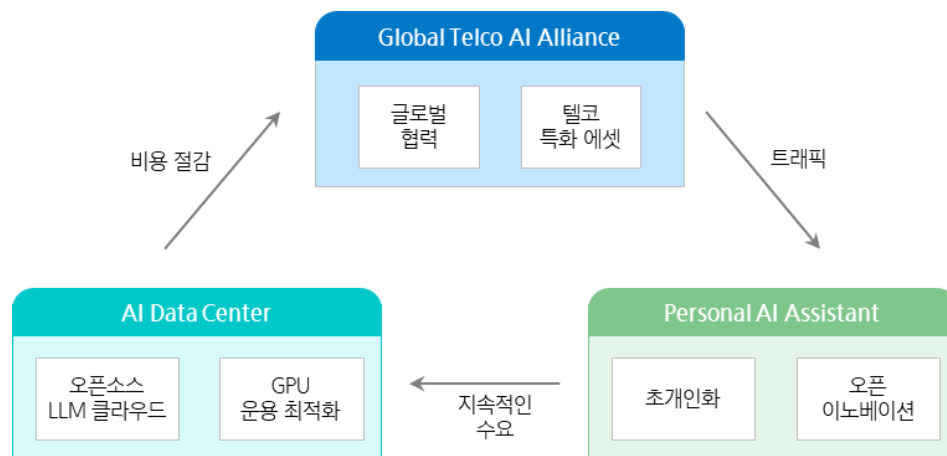 Global Telco AI Alliance
글로벌
협력
텔코
특화 에셋
비용 절감
트래픽
AI Data Center
오픈소스
LLM 클라우드
GPU
운용 최적화
지속적인
수요
Personal AI Assistant
초개인화
오픈
이노베이션